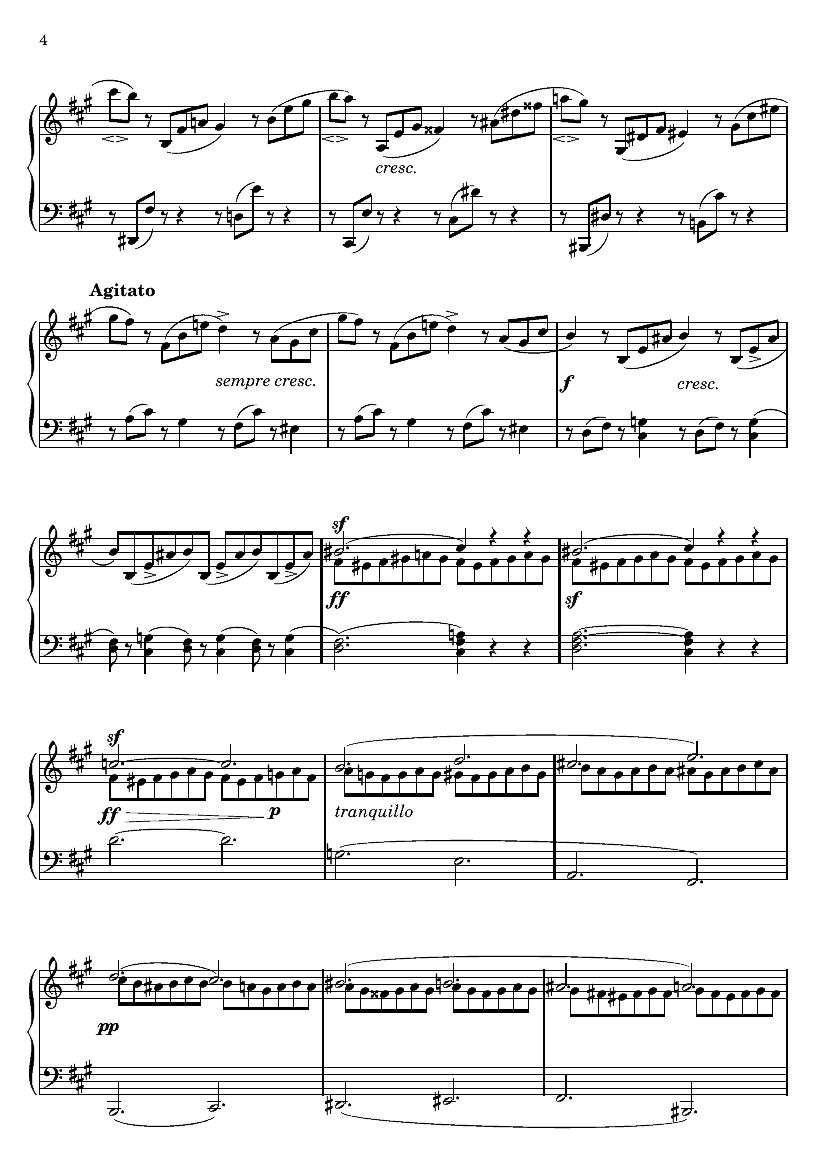 4
cresc.
Agitato
sempre cresc.
f
cresc.
sf
ff
sf
sf
ff
p
tranquillo
pp